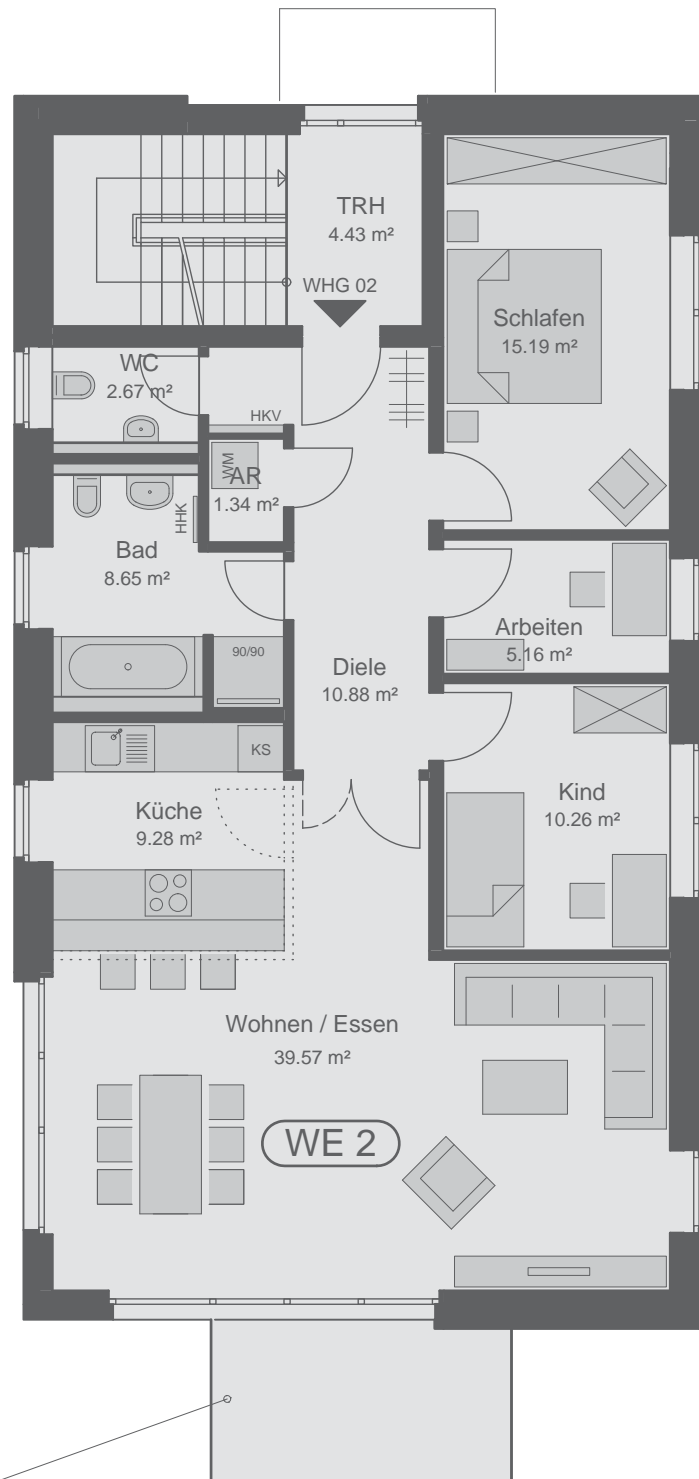 TRH
4.43 m²
WHG 02
Schlafen
15.19 m²
WC
2.67 m²
HKV
WM
AR
1.34 m²
HHK
Bad
8.65 m²
Arbeiten
5.16 m²
90/90
Diele
10.88 m²
KS
Küche
9.28 m²
Kind
10.26 m²
Wohnen / Essen
39.57 m²
WE 2